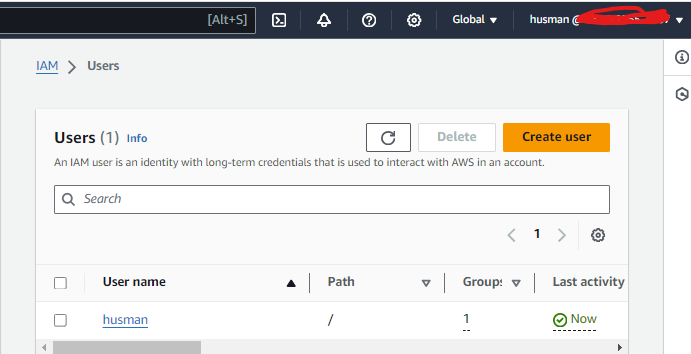 [Alt+S] Global husman @
IAM > Users
Users (1) Info
Delete
Create user
An IAM user is an identity with long-term credentials that is used to interact with AWS in an account.
Search
1
User name Path Groups Last activity
husman / 1 Now